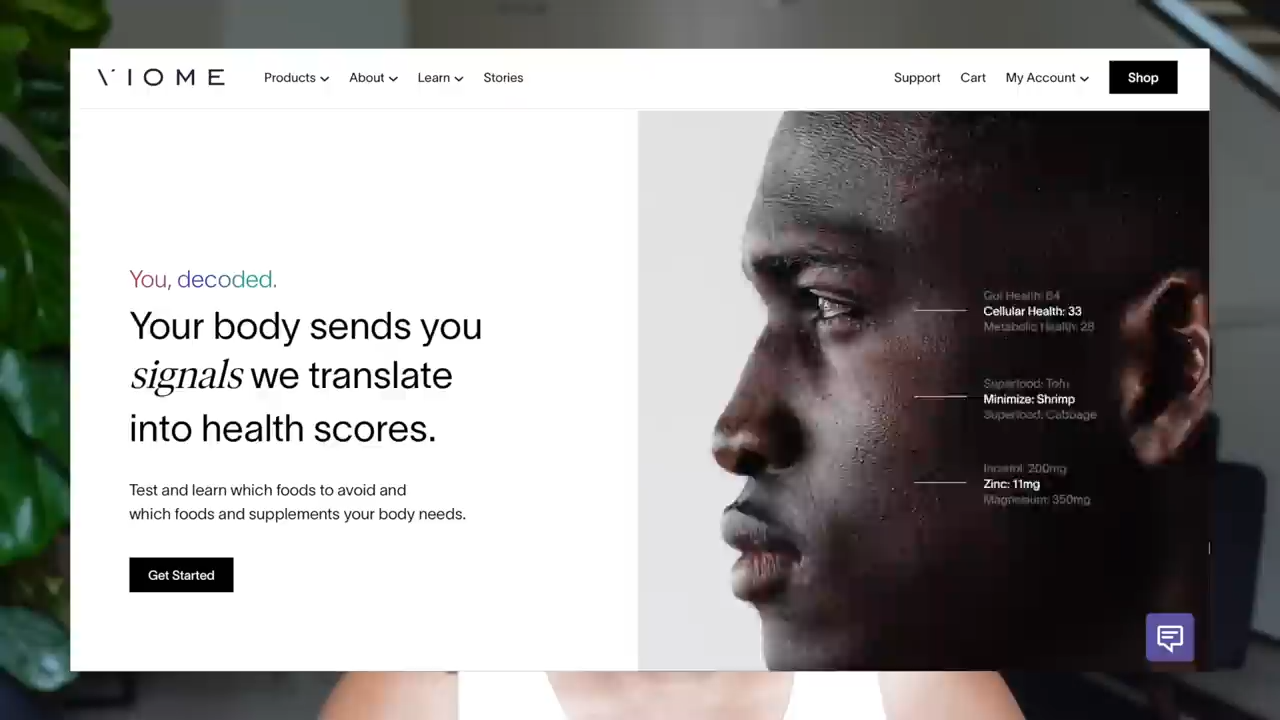 VIOME
Products
About
Learn
Stories
Support
Cart
My Account
Shop
You, decoded.
Your body sends you
signals we translate
into health scores.
Test and learn which foods to avoid and
which foods and supplements your body needs.
Get Started
Gut Health: 64
Cellular Health: 33
Metabolic Health: 28
Superfood: Tofu
Minimize: Shrimp
Superfood: Cabbage
200mg
Zinc: 11mg
Magnesium: 350mg